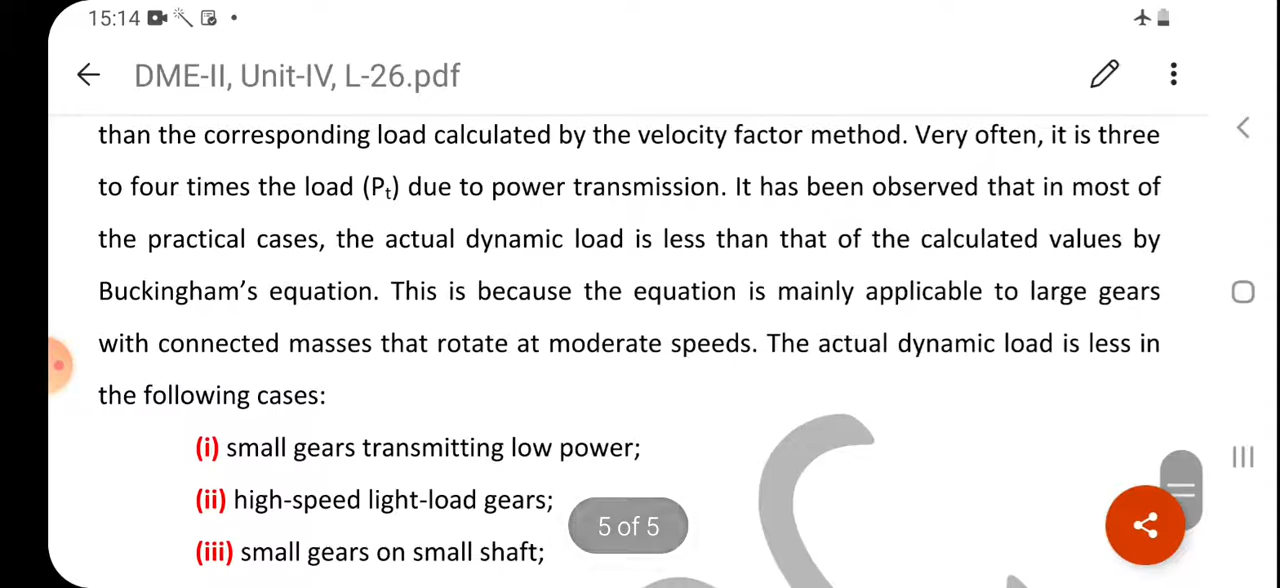 15:14
DME-II, Unit-IV, L-26.pdf
than the corresponding load calculated by the velocity factor method. Very often, it is three
to four times the load (Pt) due to power transmission. It has been observed that in most of
the practical cases, the actual dynamic load is less than that of the calculated values by
Buckingham’s equation. This is because the equation is mainly applicable to large gears
with connected masses that rotate at moderate speeds. The actual dynamic load is less in
the following cases:
(i) small gears transmitting low power;
(ii) high-speed light-load gears;
(iii) small gears on small shaft;
5 of 5